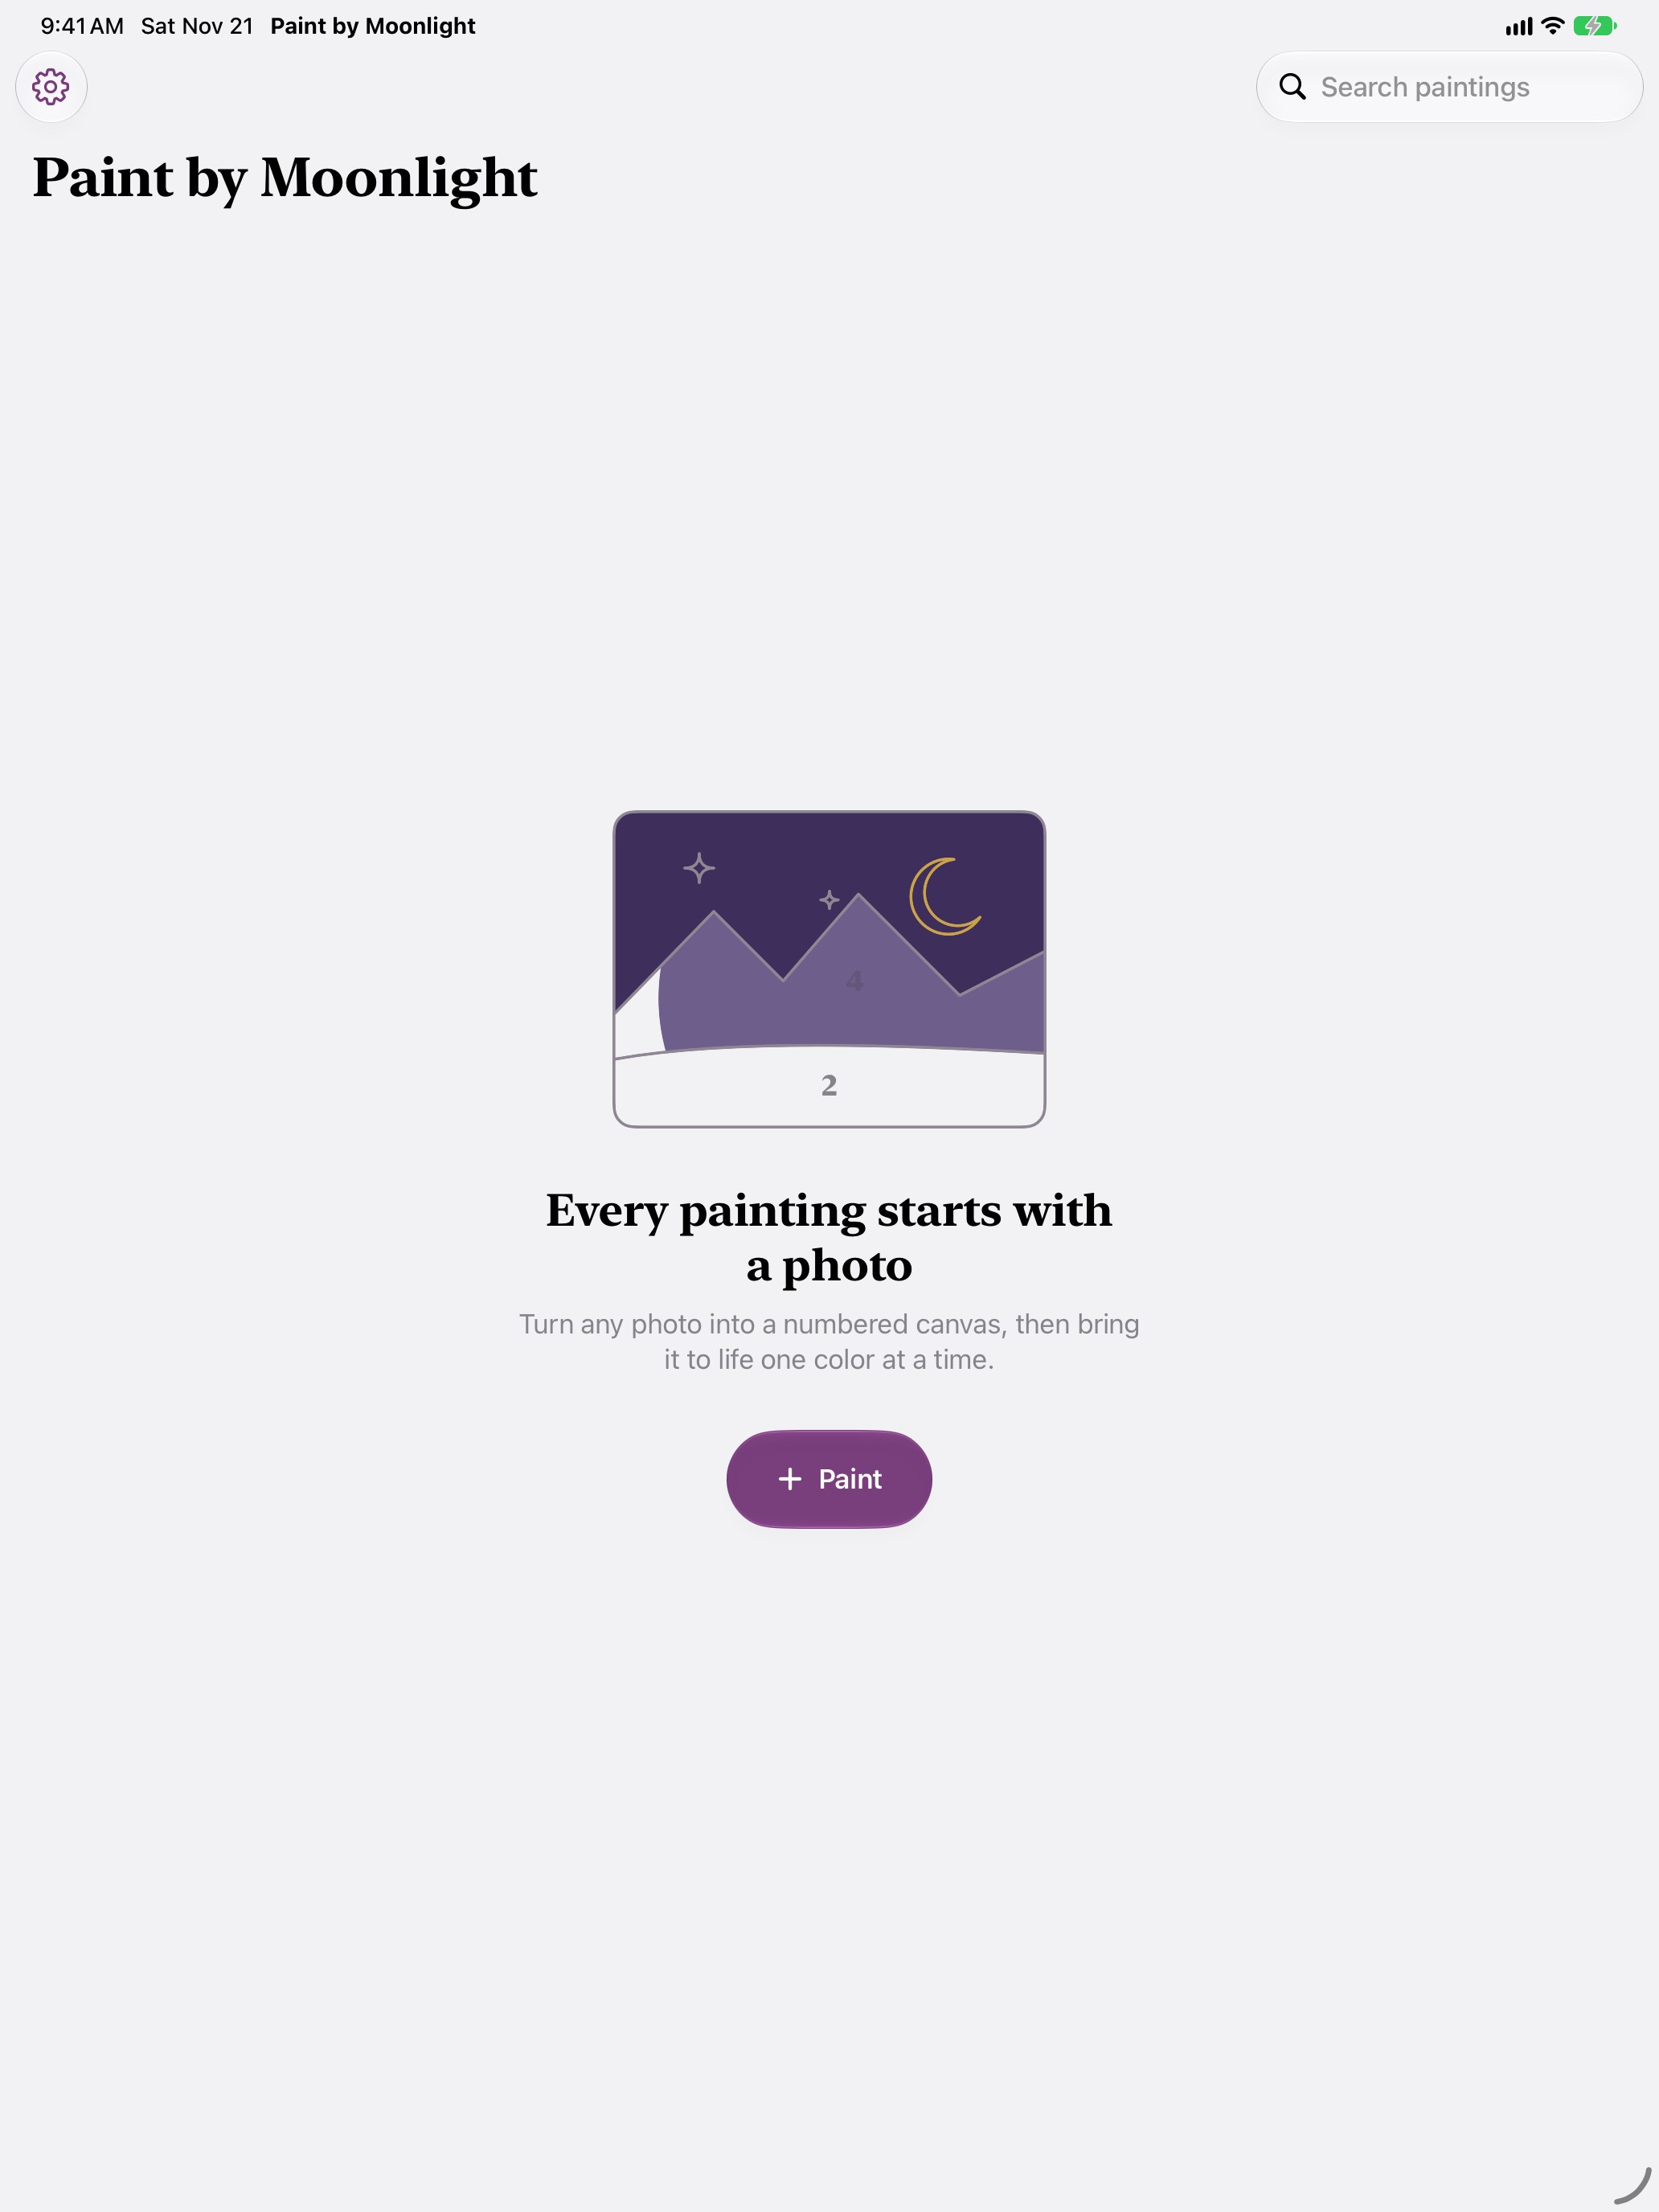 9:41 AM Sat Nov 21 Paint by Moonlight
Search paintings
Paint by Moonlight
4
2
Every painting starts with
a photo
Turn any photo into a numbered canvas, then bring
it to life one color at a time.
+ Paint